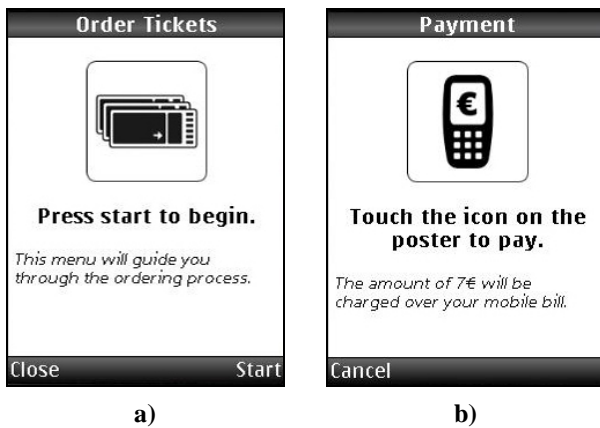 Order Tickets
Press start to begin.
This menu will guide you
through the ordering process.
Close Start
a)
Payment
€
Touch the icon on the
poster to pay.
The amount of 7€ will be
charged over your mobile bill.
Cancel
b)